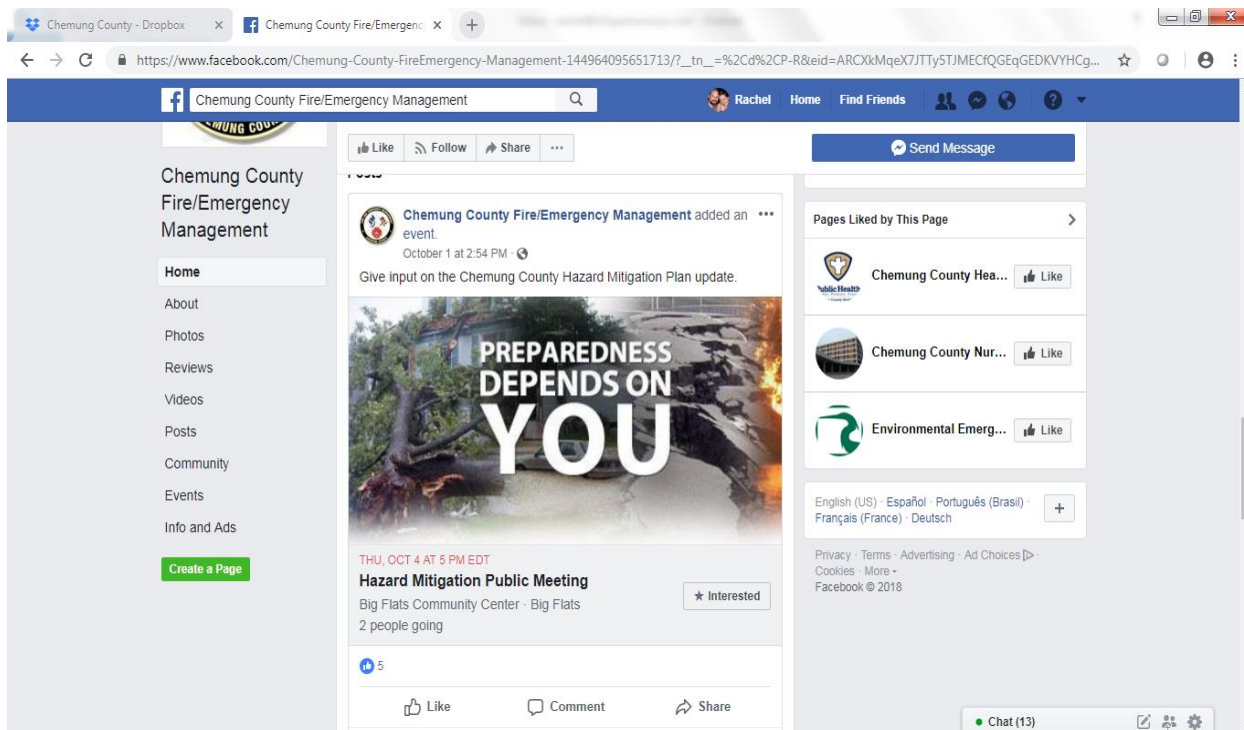 Chemung County - Dropbox
Chemung County Fire/Emergenc
https://www.facebook.com/Chemung-County-FireEmergency-Management-144964095651713/?_tn_=%2Cd%2CP-R&eid=ARCXkMqeX7JTTy5TJMECfQGEqGEDKVYHCg...
Chemung County Fire/Emergency Management
Rachel Home Find Friends
MUNG COU
Chemung County
Fire/Emergency
Management
Home
About
Photos
Reviews
Videos
Posts
Community
Events
Info and Ads
Create a Page
Like Follow Share ...
Posts
Chemung County Fire/Emergency Management added an
event.
October 1 at 2:54 PM ·
Give input on the Chemung County Hazard Mitigation Plan update.
PREPAREDNESS
DEPENDS ON
YOU
THU, OCT 4 AT 5 PM EDT
Hazard Mitigation Public Meeting
Big Flats Community Center · Big Flats
2 people going
★ Interested
5
Like Comment Share
Send Message
Pages Liked by This Page
Public Health
Chemung County Hea... Like
Chemung County Nur... Like
Environmental Emerg... Like
English (US) · Español · Português (Brasil) ·
Français (France) · Deutsch
Privacy · Terms · Advertising · Ad Choices ·
Cookies · More
Facebook © 2018
Chat (13)